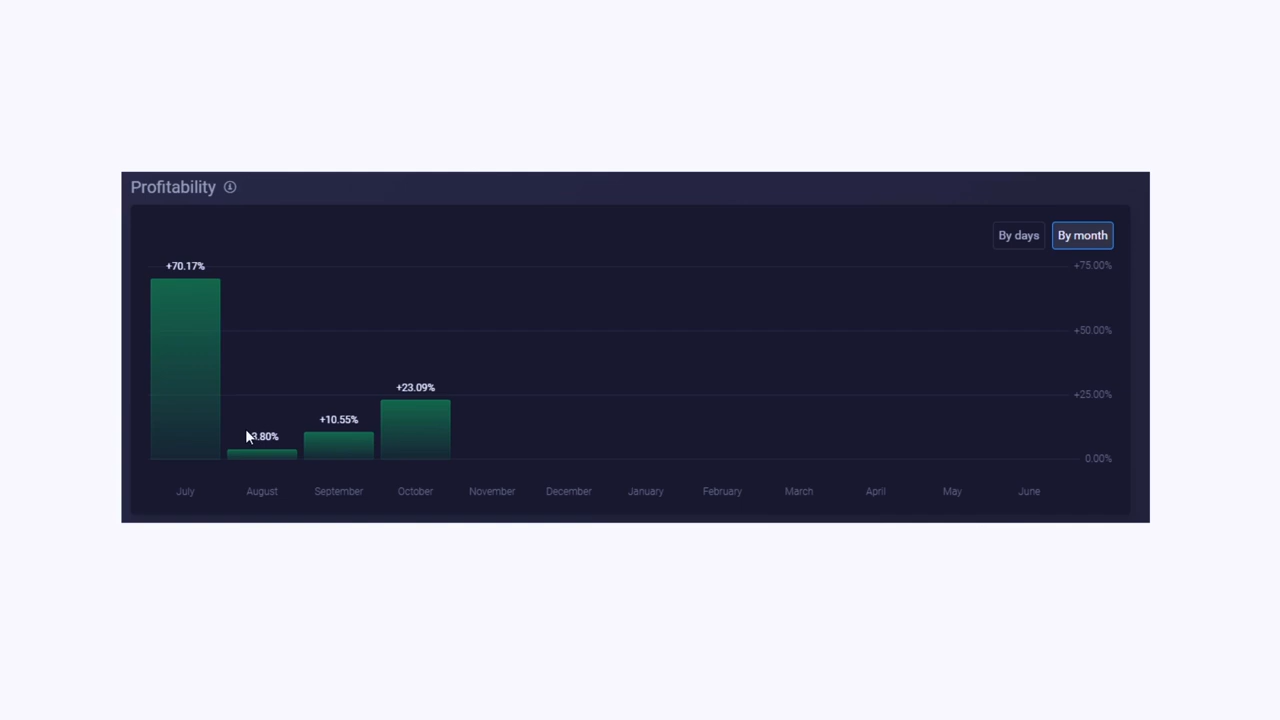 Profitability
By days By month
+70.17% +75.00%
+50.00%
+23.09% +25.00%
+10.55%
3.80%
0.00%
July August September October November December January February March April May June